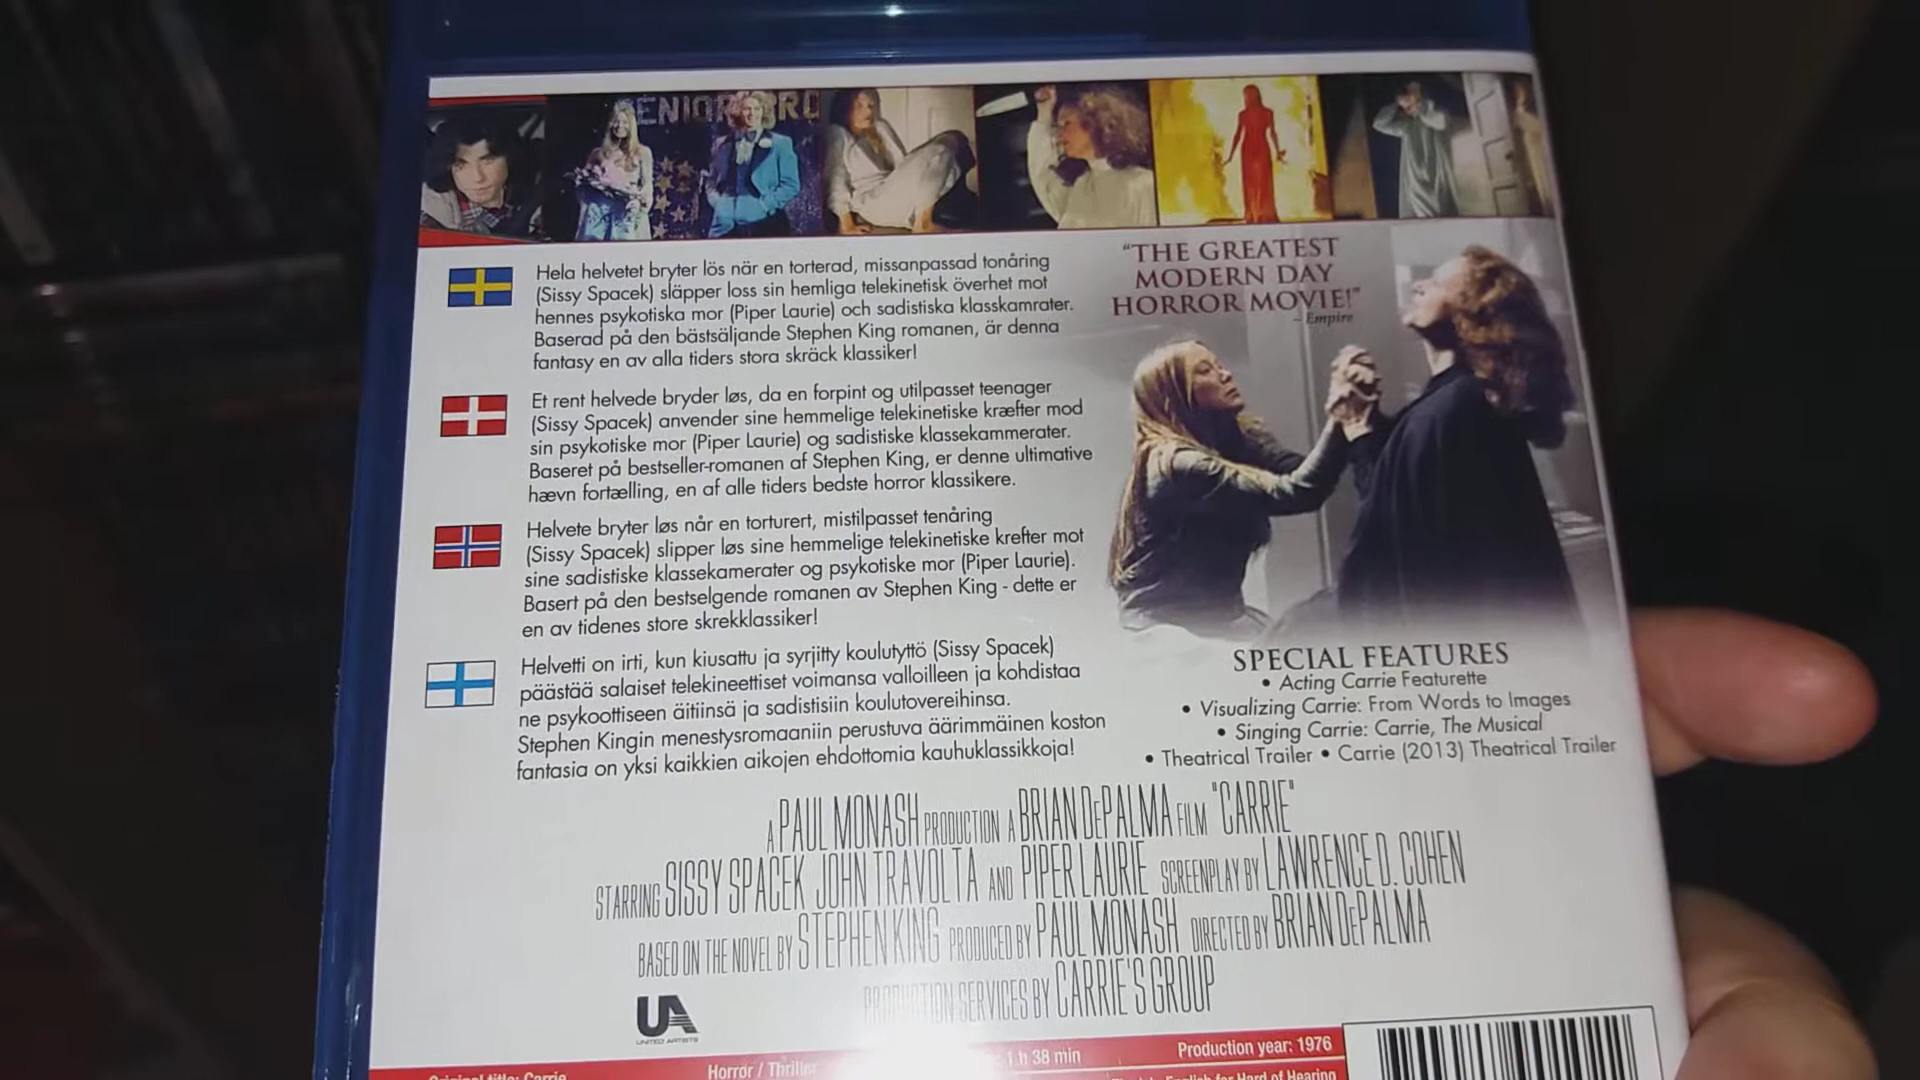 SENIOR PRO
Hela helvetet bryter lös när en torterad, missanpassad tonåring
(Sissy Spacek) släpper loss sin hemliga telekinetisk överhet mot
hennes psykotiska mor (Piper Laurie) och sadistiska klasskamrater.
Baserad på den bästsäljande Stephen King romanen, är denna
fantasy en av alla tiders stora skräck klassiker!
Et rent helvede bryder løs, da en forpint og utilpasset teenager
(Sissy Spacek) anvender sine hemmelige telekinetiske kræfter mod
sin psykotiske mor (Piper Laurie) og sadistiske klassekammerater.
Baseret på bestseller-romanen af Stephen King, er denne ultimative
hævn fortælling, en af alle tiders bedste horror klassikere.
Helvete bryter løs når en torturert, mistilpasset tenåring
(Sissy Spacek) slipper løs sine hemmelige telekinetiske krefter mot
sine sadistiske klassekamerater og psykotiske mor (Piper Laurie).
Basert på den bestselgende romanen av Stephen King - dette er
en av tidenes store skrekklassiker!
Helvetti on irti, kun kiusattu ja syrjitty koulutyttö (Sissy Spacek)
päästää salaiset telekineettiset voimansa valloilleen ja kohdistaa
ne psykoottiseen äitiinsä ja sadistisiin koulutovereihinsa.
Stephen Kingin menestysromaaniin perustuva äärimmäinen koston
fantasia on yksi kaikkien aikojen ehdottomia kauhuklassikkoja!
"THE GREATEST
MODERN DAY
HORROR MOVIE!"
- Empire
SPECIAL FEATURES
• Acting Carrie Featurette
• Visualizing Carrie: From Words to Images
• Singing Carrie: Carrie, The Musical
• Theatrical Trailer • Carrie (2013) Theatrical Trailer
A PAUL MONASH PRODUCTION A BRIAN DePALMA FILM "CARRIE"
STARRING SISSY SPACEK JOHN TRAVOLTA AND PIPER LAURIE SCREENPLAY BY LAWRENCE D. COHEN
BASED ON THE NOVEL BY STEPHEN KING PRODUCED BY PAUL MONASH DIRECTED BY BRIAN DePALMA
PRODUCTION SERVICES BY CARRIE'S GROUP
UA
UNITED ARTISTS
Original title: Carrie
Horror / Thriller
1 h 38 min
Production year: 1976
English for Hard of Hearing